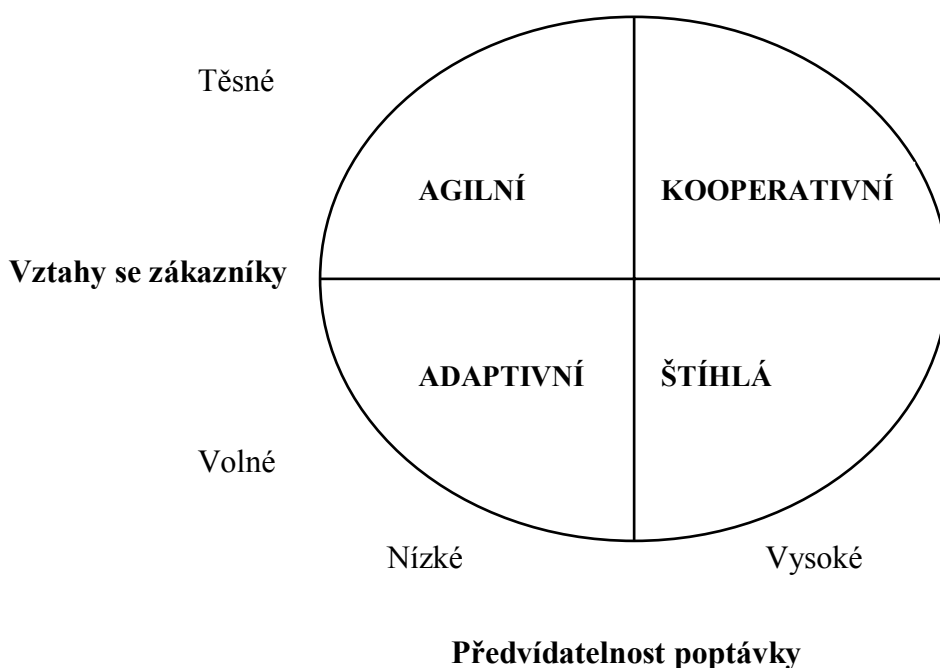 Těsné
AGILNÍ KOOPERATIVNÍ
Vztahy se zákazníky
ADAPTIVNÍ ŠTÍHLÁ
Volné
Nízké Vysoké
Předvídatelnost poptávky